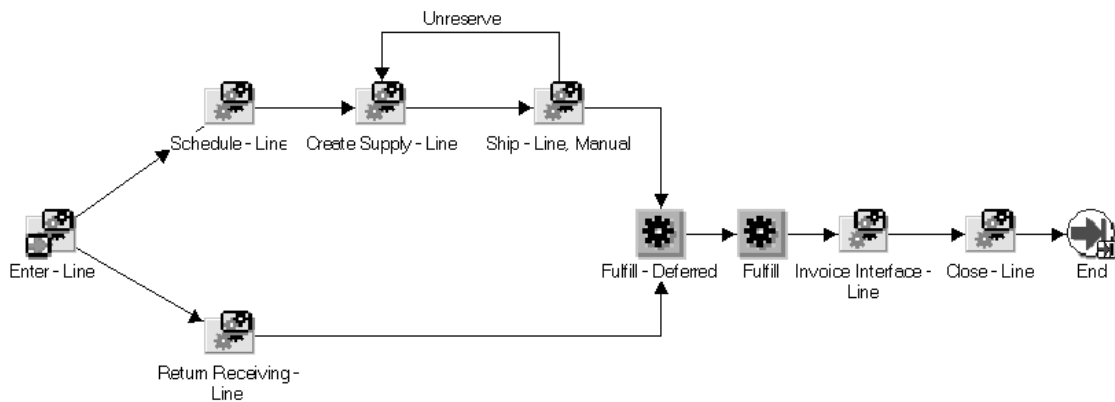 Unreserve
Schedule - Line
Create Supply - Line
Ship - Line, Manual
Enter - Line
Fulfill - Deferred
Fulfill
Invoice Interface -
Line
Close - Line
End
Return Receiving -
Line